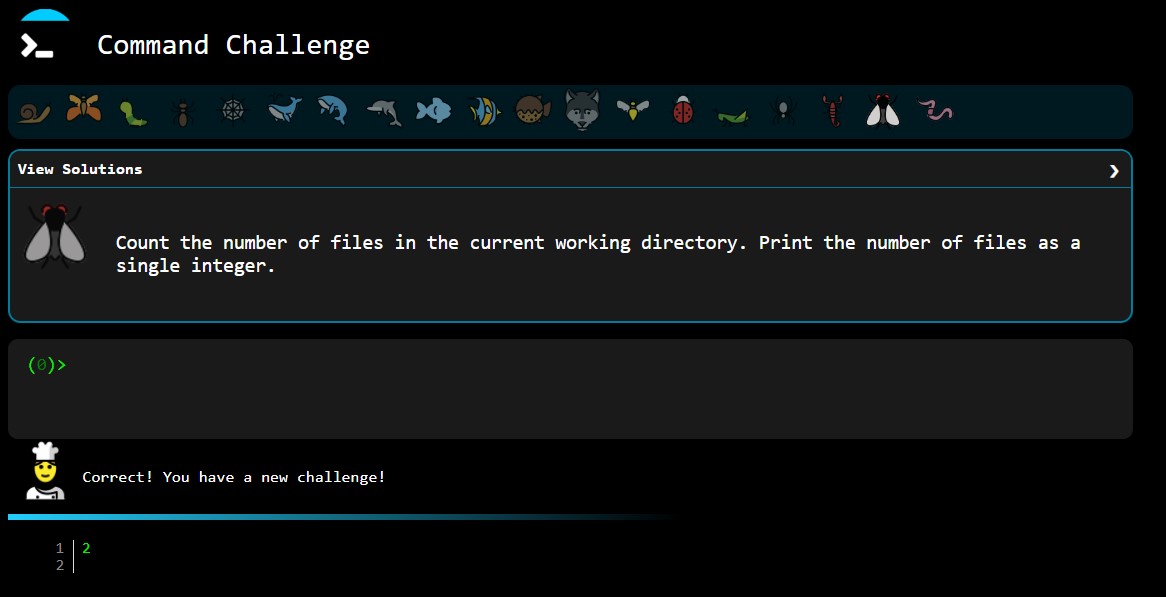 Command Challenge
View Solutions
Count the number of files in the current working directory. Print the number of files as a
single integer.
(0)>
Correct! You have a new challenge!
1 2
2